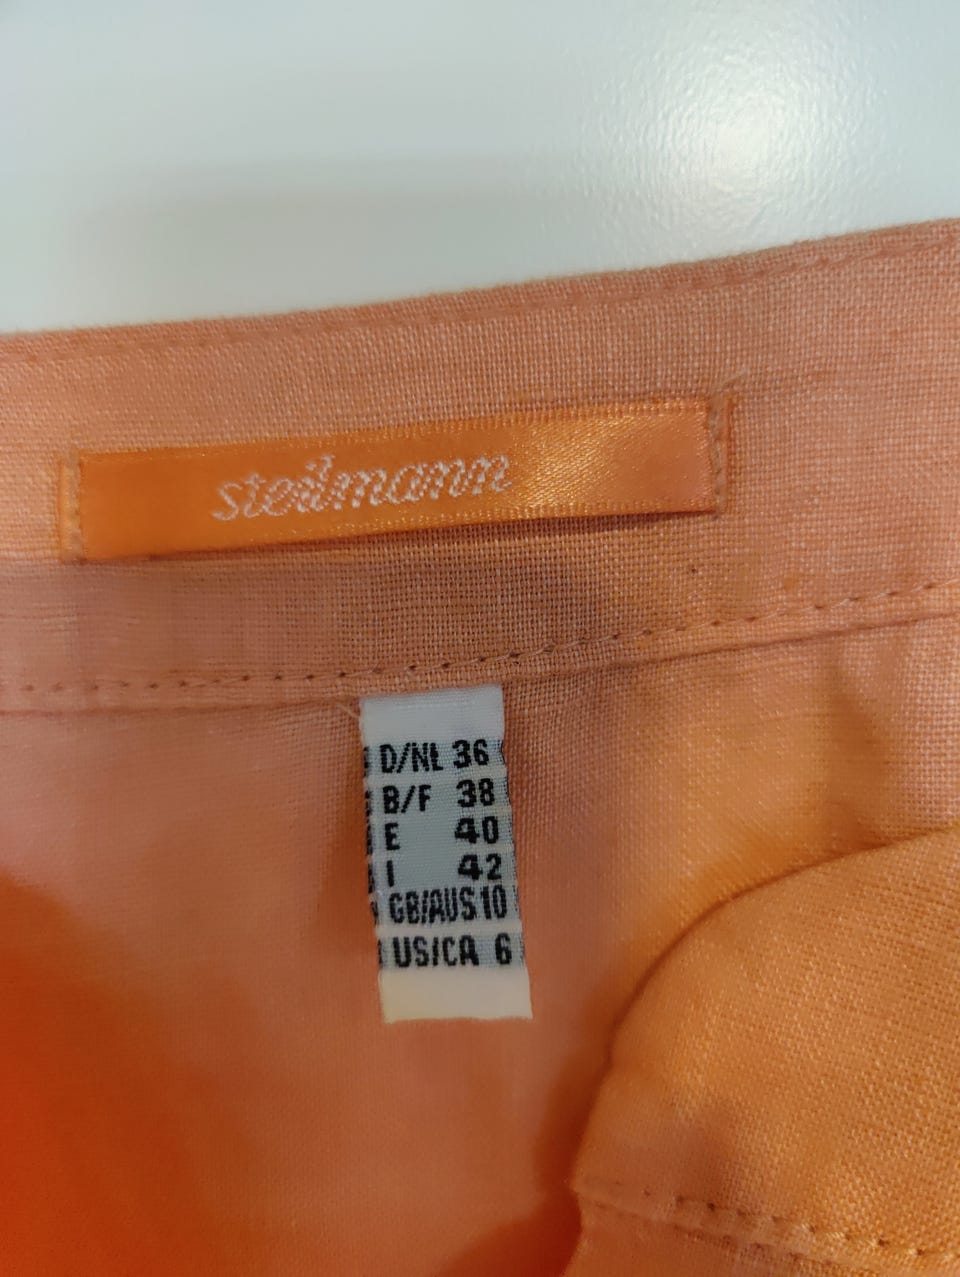 steilmann
D/NL 36
B/F 38
E 40
I 42
GB/AUS 10
US/CA 6